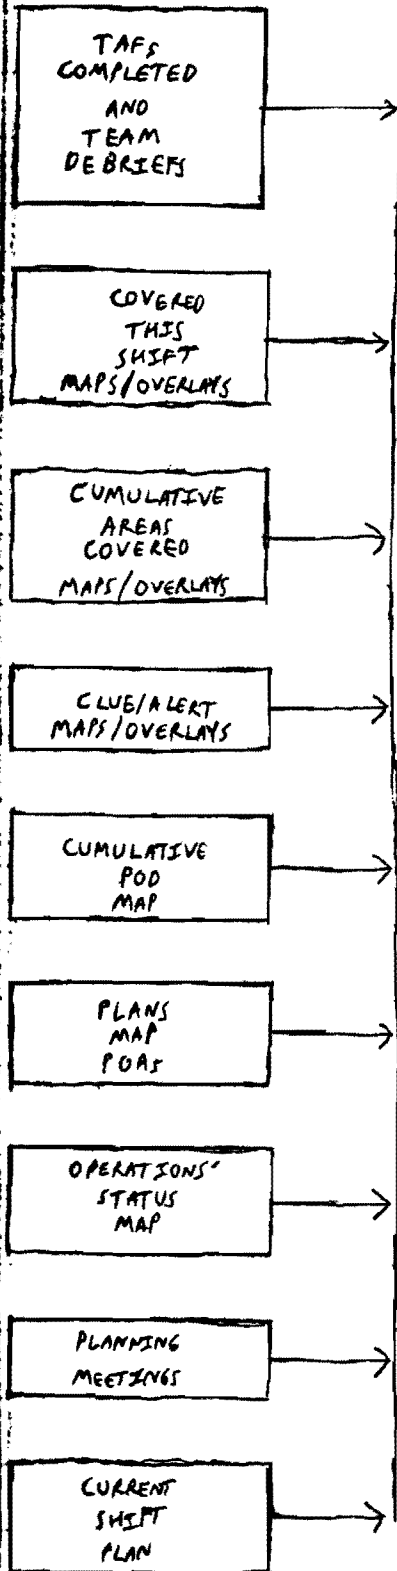 TAFs
COMPLETED
AND
TEAM
DEBRIEFS
COVERED
THIS
SHIFT
MAPS/OVERLAYS
CUMULATIVE
AREAS
COVERED
MAPS/OVERLAYS
CLUE/ALERT
MAPS/OVERLAYS
CUMULATIVE
POD
MAP
PLANS
MAP
POAs
OPERATIONS'
STATUS
MAP
PLANNING
MEETINGS
CURRENT
SHIFT
PLAN